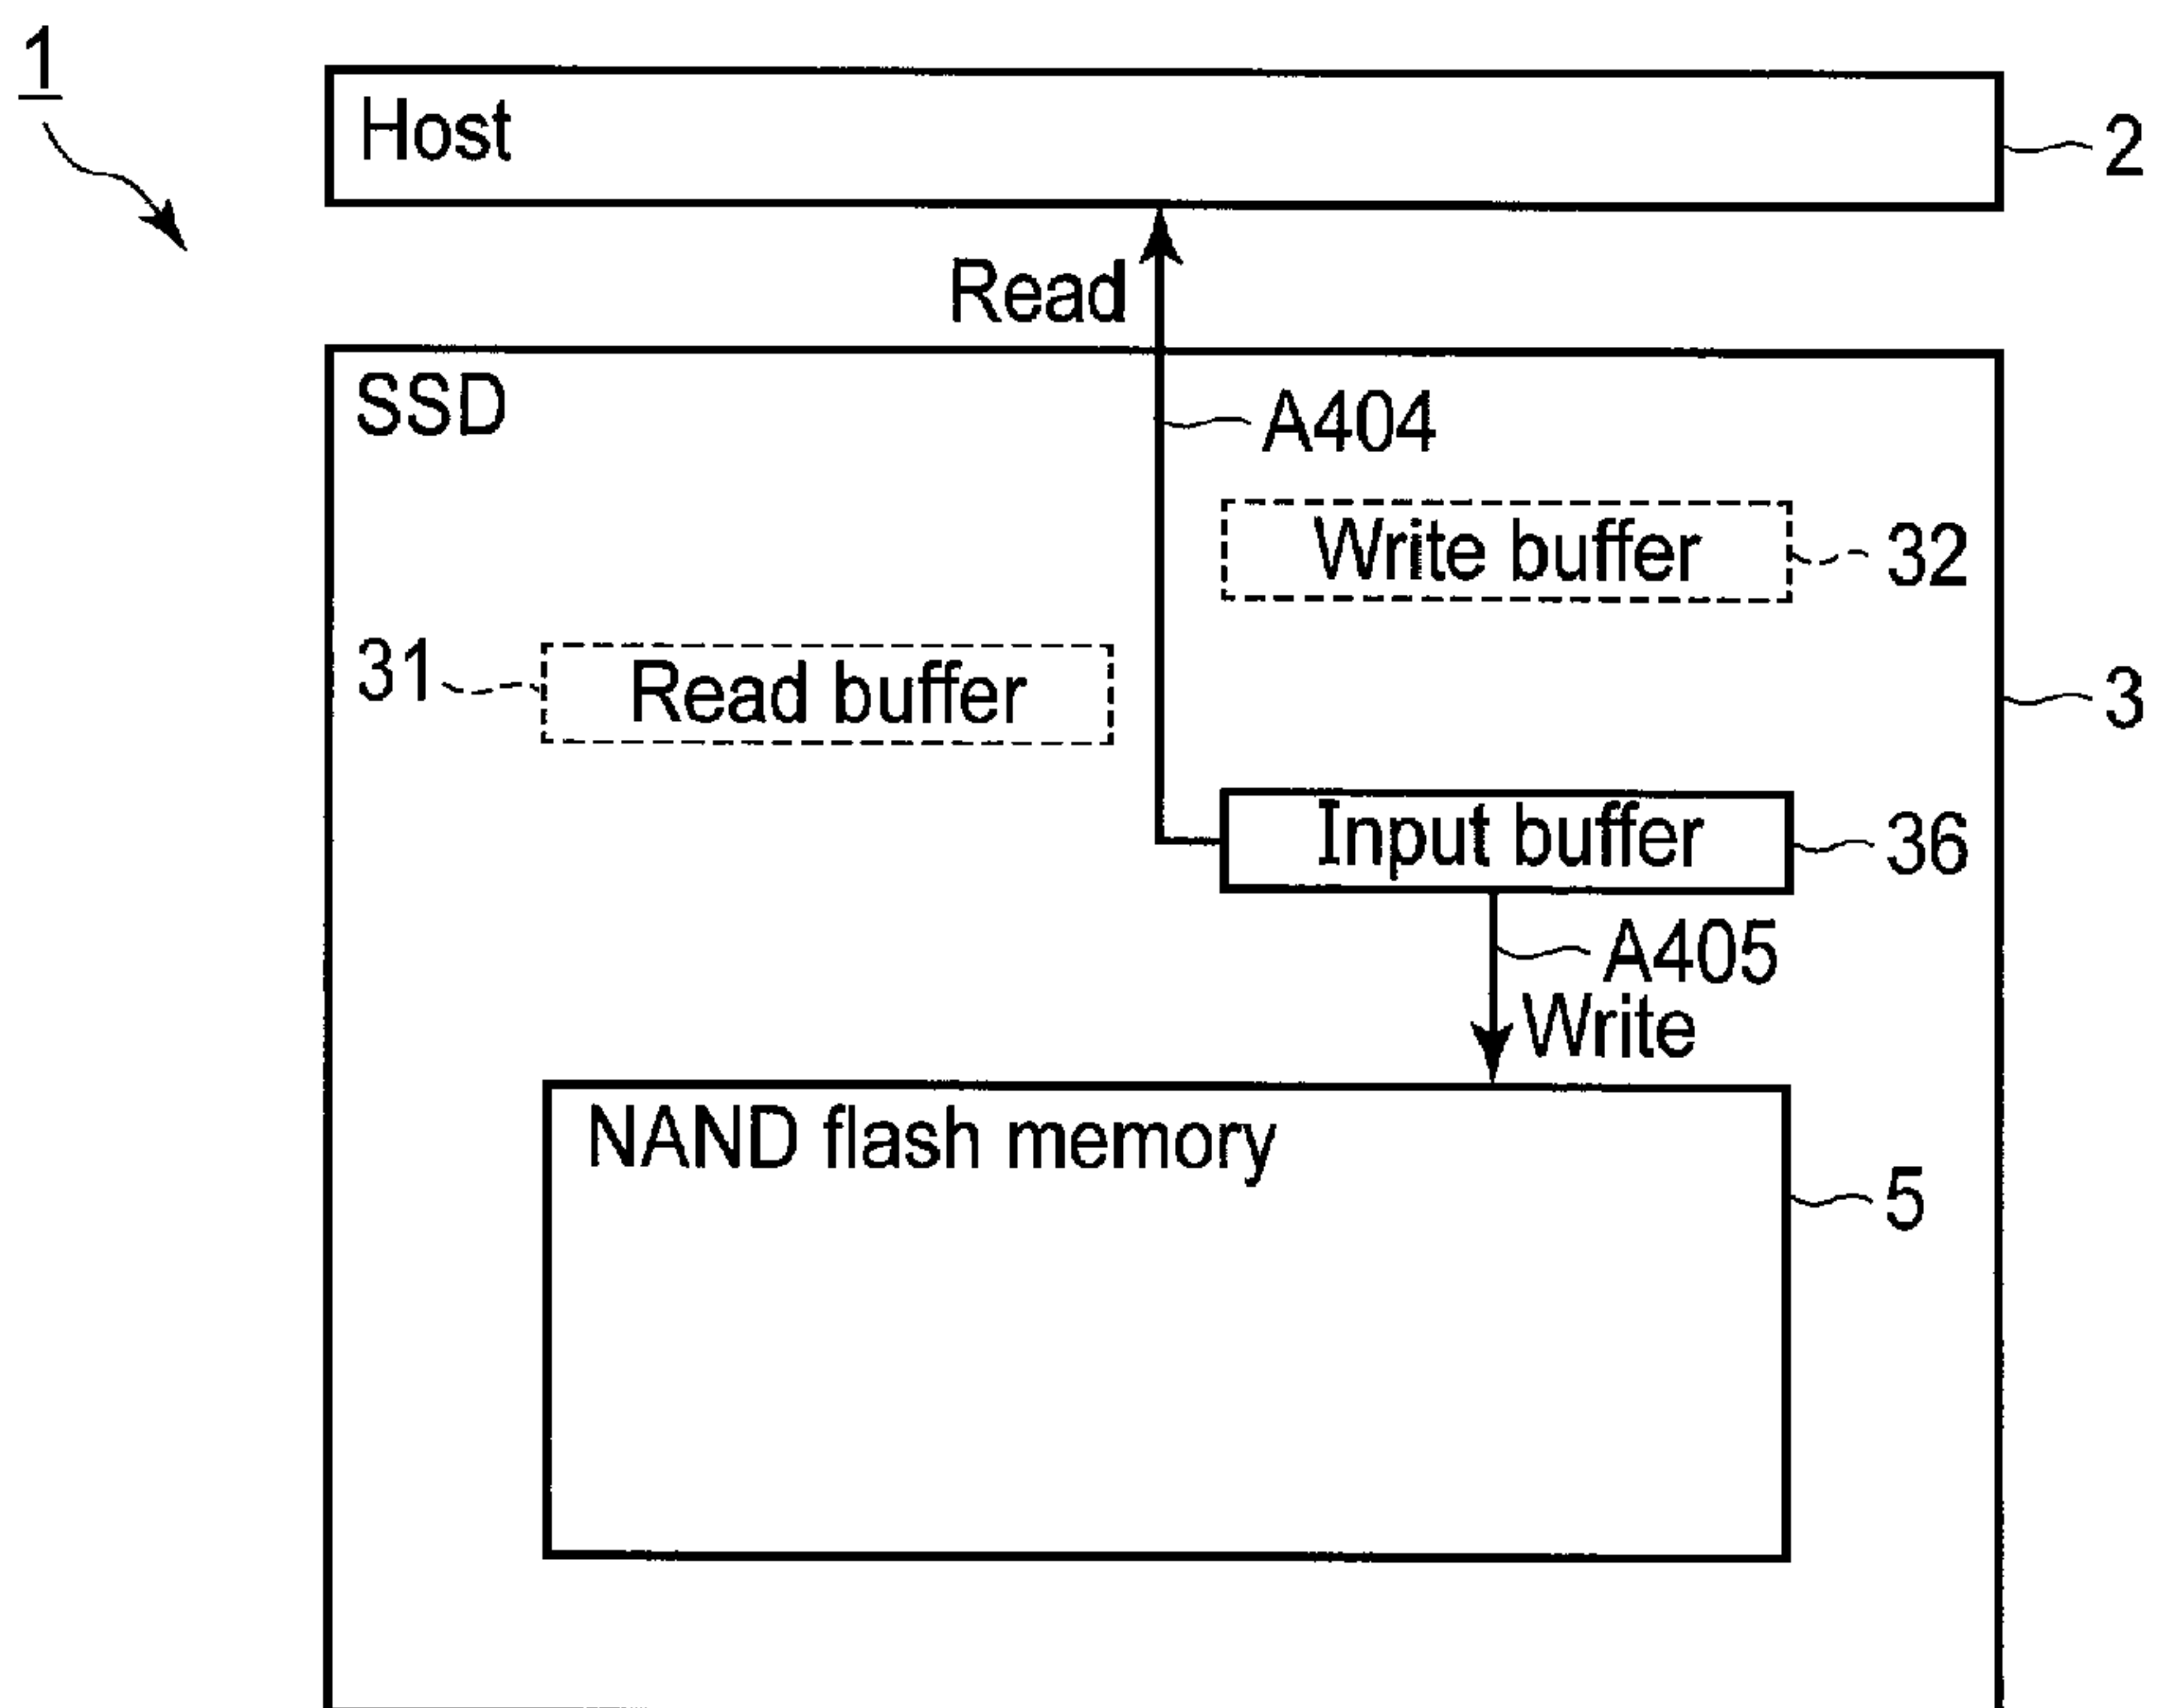 1
Host
2
Read
SSD
A404
Write buffer
32
31
Read buffer
3
Input buffer
36
A405
Write
NAND flash memory
5